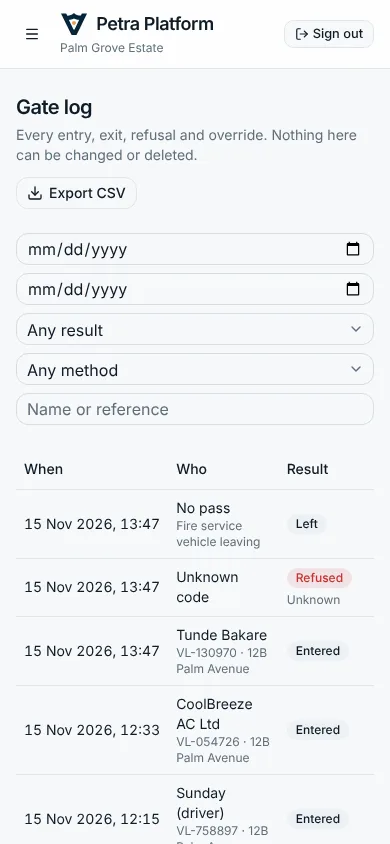 Petra Platform
Palm Grove Estate
Sign out
Gate log
Every entry, exit, refusal and override. Nothing here
can be changed or deleted.
Export CSV
mm/dd/yyyy
mm/dd/yyyy
Any result
Any method
Name or reference
When Who Result
15 Nov 2026, 13:47 No pass Left
Fire service
vehicle leaving
15 Nov 2026, 13:47 Unknown Refused
code Unknown
15 Nov 2026, 13:47 Tunde Bakare Entered
VL-130970 · 12B
Palm Avenue
15 Nov 2026, 12:33 CoolBreeze Entered
AC Ltd
VL-054726 · 12B
Palm Avenue
15 Nov 2026, 12:15 Sunday Entered
(driver)
VL-758897 · 12B